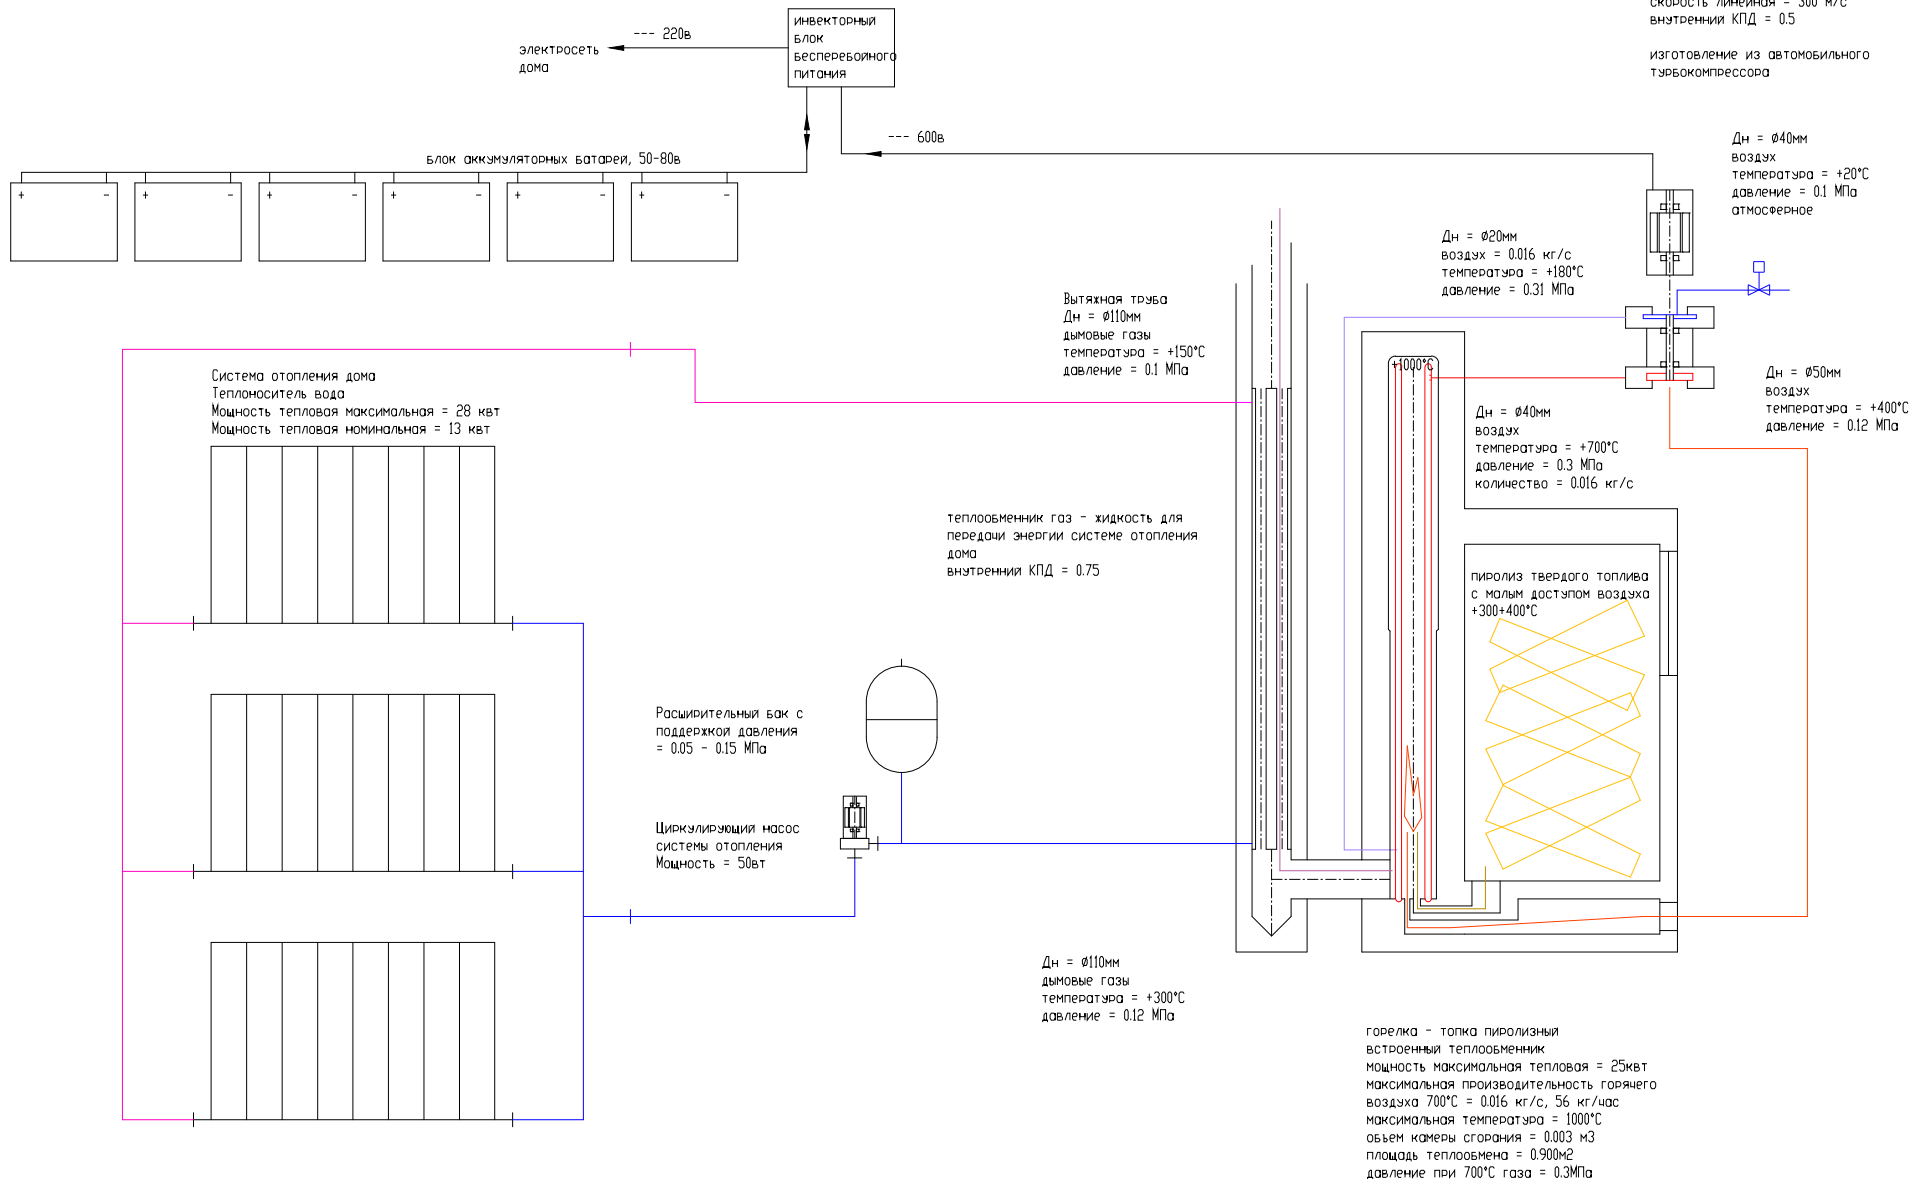 скорость линейная - 300 м/с
внутренний КПД = 0.5
изготовление из автомобильного
турбокомпрессора
инвекторный
блок
бесперебойного
питания
--- 220в
электросеть
дома
--- 600в
блок аккумуляторных батарей, 50-80в
+ -
+ -
+ -
+ -
+ -
+ -
Дн = ø40мм
воздух
температура = +20°C
давление = 0.1 МПа
атмосферное
Дн = ø20мм
воздух = 0.016 кг/с
температура = +180°C
давление = 0.31 МПа
Вытяжная труба
Дн = ø110мм
дымовые газы
температура = +150°C
давление = 0.1 МПа
+1000°C
Дн = ø50мм
воздух
температура = +400°C
давление = 0.12 МПа
Дн = ø40мм
воздух
температура = +700°C
давление = 0.3 МПа
количество = 0.016 кг/с
Система отопления дома
Теплоноситель вода
Мощность тепловая максимальная = 28 квт
Мощность тепловая номинальная = 13 квт
теплообменник газ - жидкость для
передачи энергии системе отопления
дома
внутренний КПД = 0.75
пиролиз твердого топлива
с малым доступом воздуха
+300+400°C
Расширительный бак с
поддержкой давления
= 0.05 - 0.15 МПа
Циркулирующий насос
системы отопления
Мощность = 50вт
Дн = ø110мм
дымовые газы
температура = +300°C
давление = 0.12 МПа
горелка - топка пиролизный
встроенный теплообменник
мощность максимальная тепловая = 25квт
максимальная производительность горячего
воздуха 700°C = 0.016 кг/с, 56 кг/час
максимальная температура = 1000°C
объем камеры сгорания = 0.003 м3
площадь теплообмена = 0.900м2
давление при 700°C газа = 0.3МПа